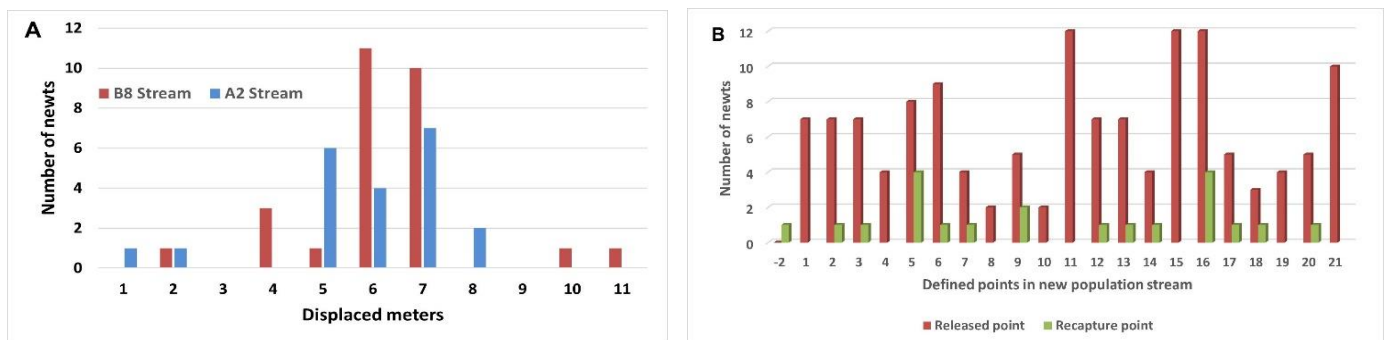 A
Number of newts
12
10
8
6
4
2
0
B8 Stream A2 Stream
1 2 3 4 5 6 7 8 9 10 11
Displaced meters
B
Number of newts
12
10
8
6
4
2
0
-2 1 2 3 4 5 6 7 8 9 10 11 12 13 14 15 16 17 18 19 20 21
Defined points in new population stream
Released point Recapture point